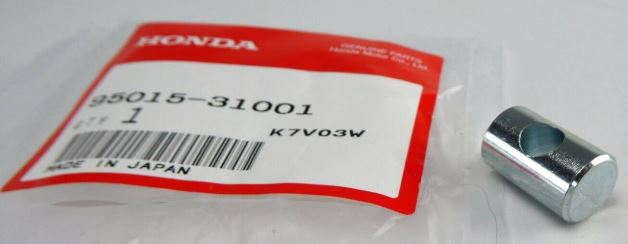 HONDA
GENUINE PARTS
Honda Motor Co., Ltd.
95015-31001
QTY 1
K7V03W
MADE IN JAPAN